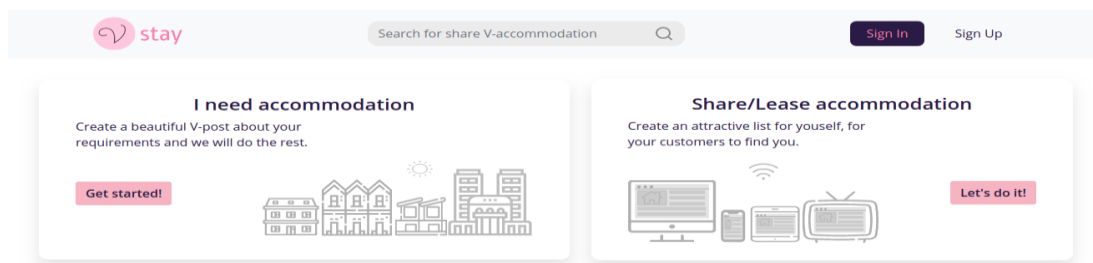 V stay
Search for share V-accommodation
Sign In
Sign Up
I need accommodation
Create a beautiful V-post about your
requirements and we will do the rest.
Get started!
Share/Lease accommodation
Create an attractive list for youself, for
your customers to find you.
Let's do it!